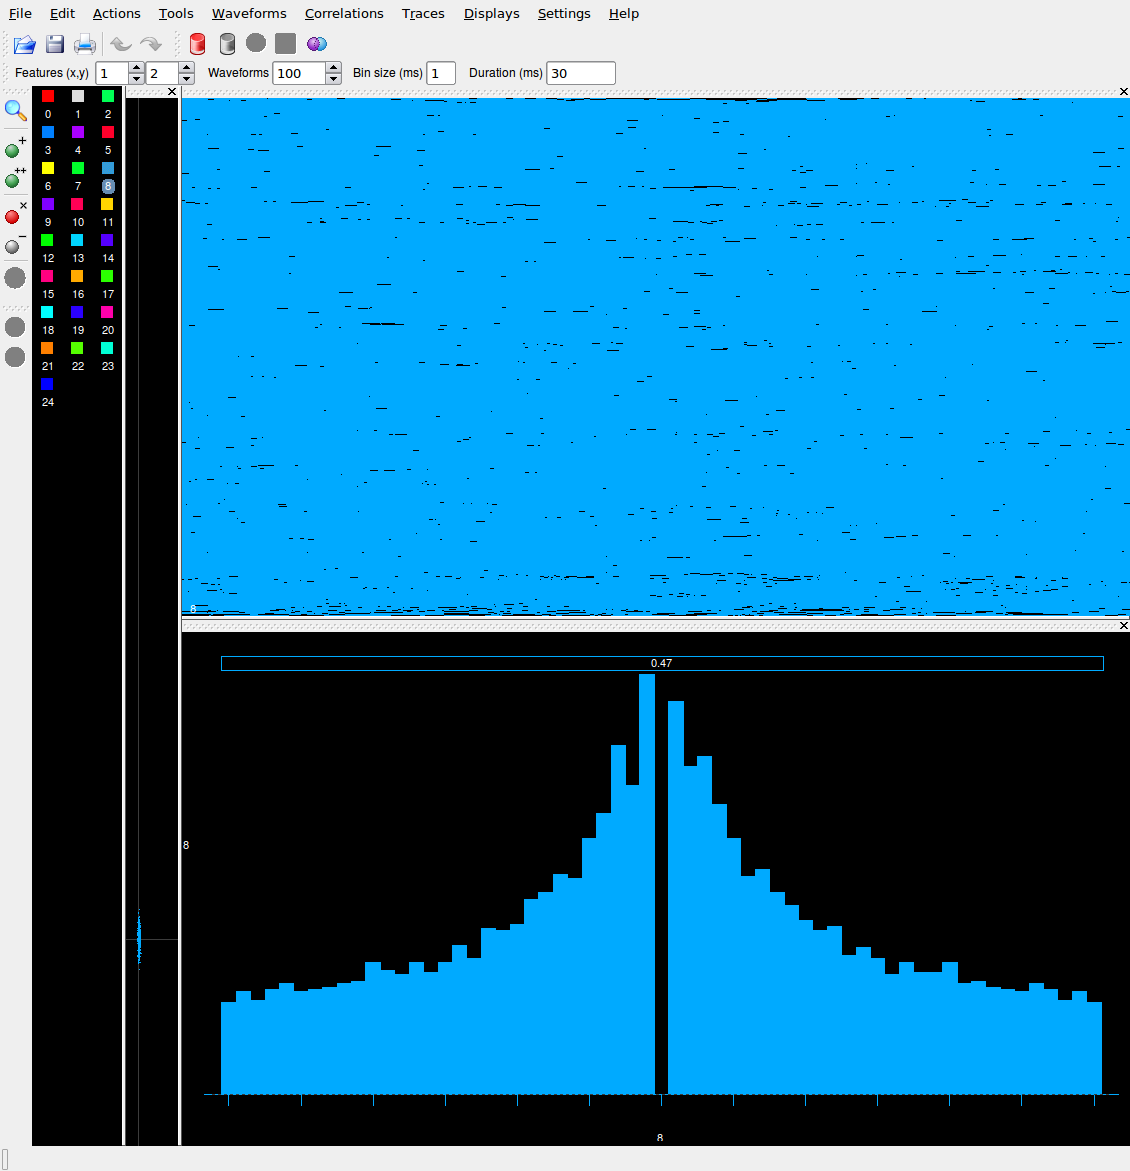 File Edit Actions Tools Waveforms Correlations Traces Displays Settings Help
Features (x,y) 1 2 Waveforms 100 Bin size (ms) 1 Duration (ms) 30
0 1 2
3 4 5
6 7 8
9 10 11
12 13 14
15 16 17
18 19 20
21 22 23
24
8
0.47
8
8